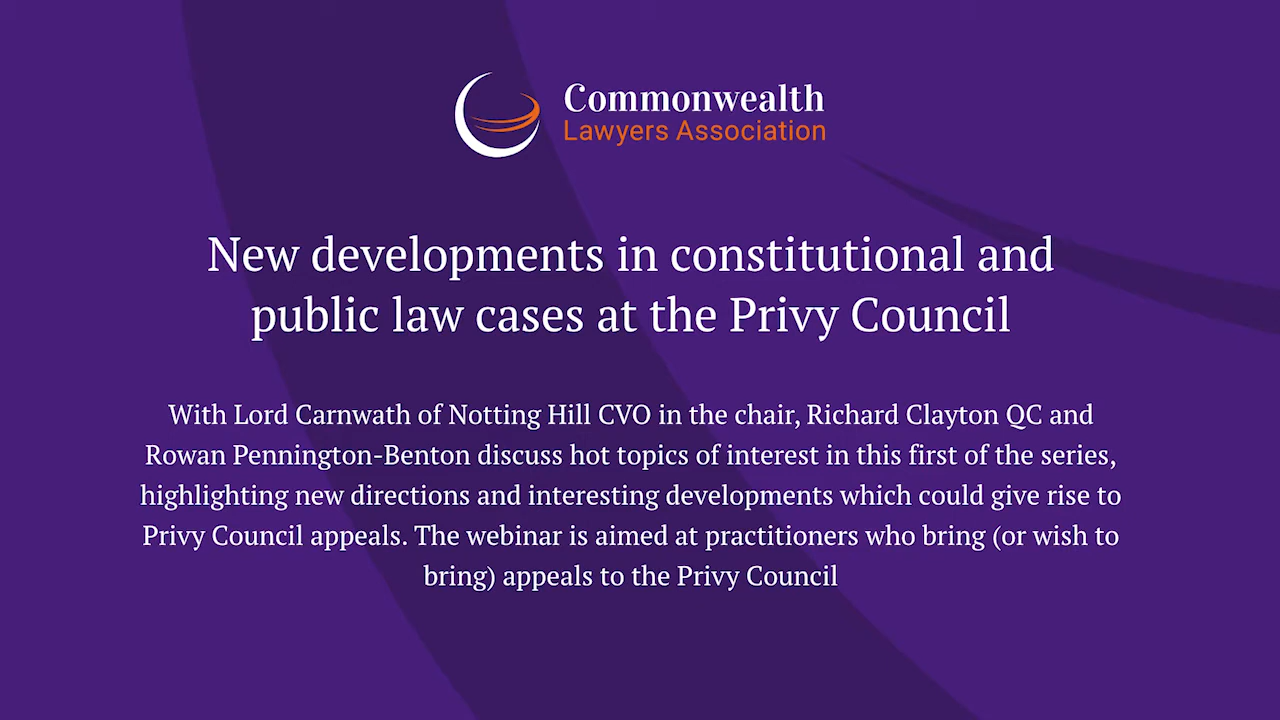 Commonwealth
Lawyers Association
New developments in constitutional and
public law cases at the Privy Council
With Lord Carnwath of Notting Hill CVO in the chair, Richard Clayton QC and
Rowan Pennington-Benton discuss hot topics of interest in this first of the series,
highlighting new directions and interesting developments which could give rise to
Privy Council appeals. The webinar is aimed at practitioners who bring (or wish to
bring) appeals to the Privy Council